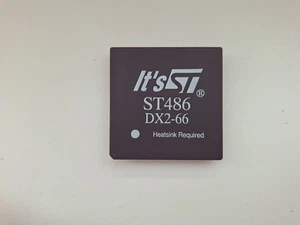 It's ST®
ST486
DX2-66
Heatsink Required